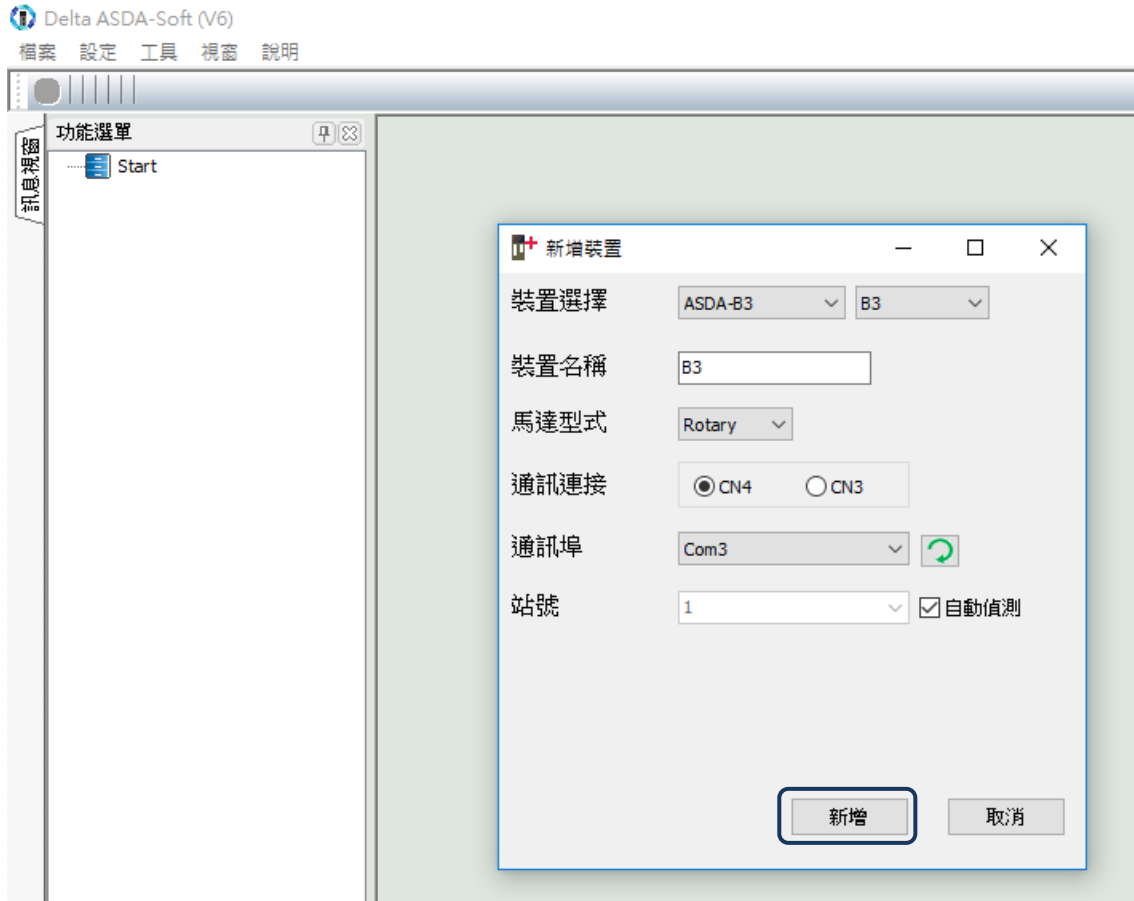 Delta ASDA-Soft (V6)
檔案 設定 工具 視窗 說明
訊息視窗
功能選單
Start
新增裝置
裝置選擇 ASDA-B3 B3
裝置名稱 B3
馬達型式 Rotary
通訊連接 CN4 CN3
通訊埠 Com3
站號 1 自動偵測
新增 取消